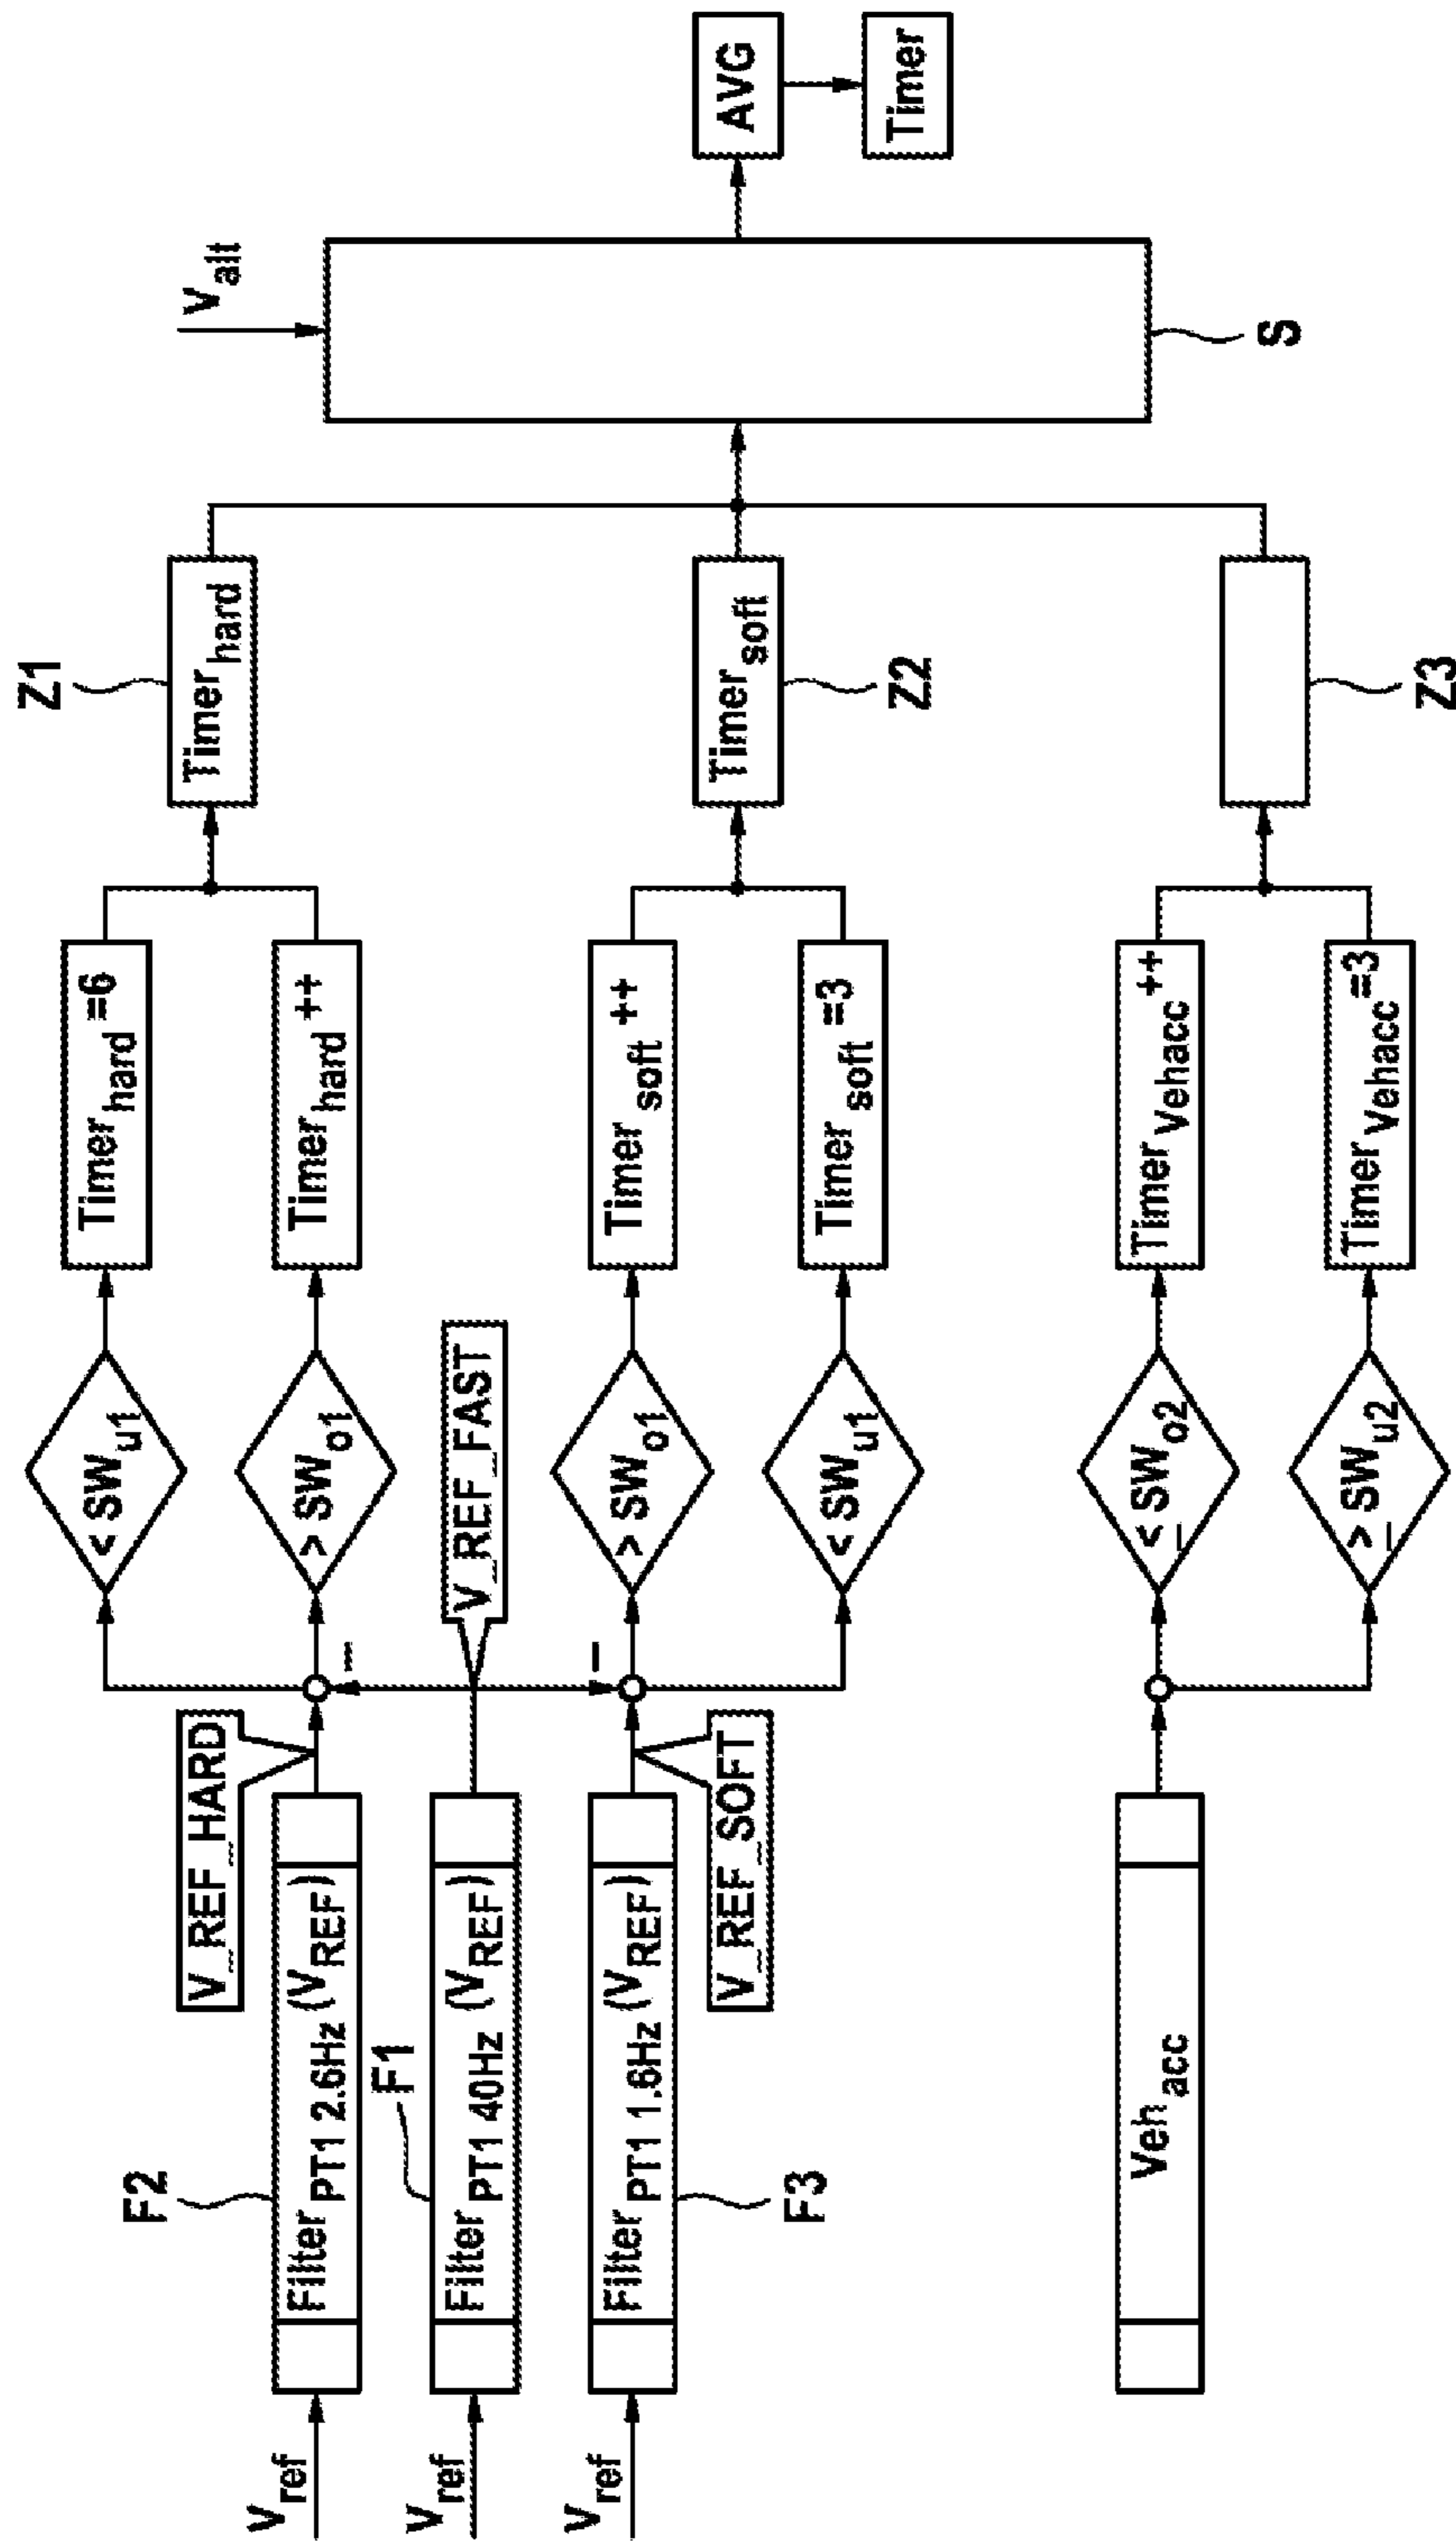 F2
V_ref
Filter_PT1 2.6Hz (V_REF)
V_REF_HARD
< SW_u1
Timer_hard=6
> SW_o1
Timer_hard++
Z1
Timer_hard
F1
V_ref
Filter_PT1 40Hz (V_REF)
V_REF_FAST
V_ref
Filter_PT1 1.6Hz (V_REF)
F3
V_REF_SOFT
–
–
> SW_o1
Timer_soft++
< SW_u1
Timer_soft=3
Timer_soft
Z2
Veh_acc
≤ SW_o2
Timer_Vehacc++
≥ SW_u2
Timer_Vehacc=3
Z3
V_alt
S
AVG
Timer